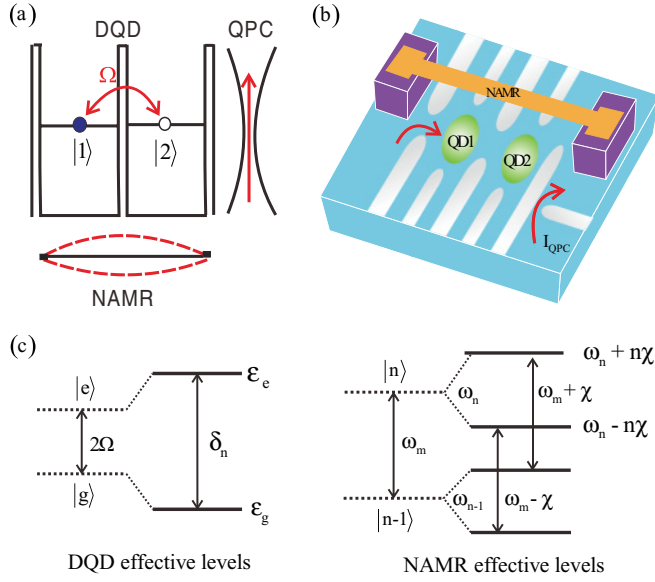 (a)
DQD
QPC
Ω
|1⟩
|2⟩
NAMR
(b)
NAMR
QD1
QD2
I_QPC
(c)
|e⟩
|g⟩
2Ω
ε_e
δ_n
ε_g
DQD effective levels
|n⟩
|n-1⟩
ω_m
ω_n
ω_n-1
ω_n + nχ
ω_m + χ
ω_n - nχ
ω_m - χ
NAMR effective levels